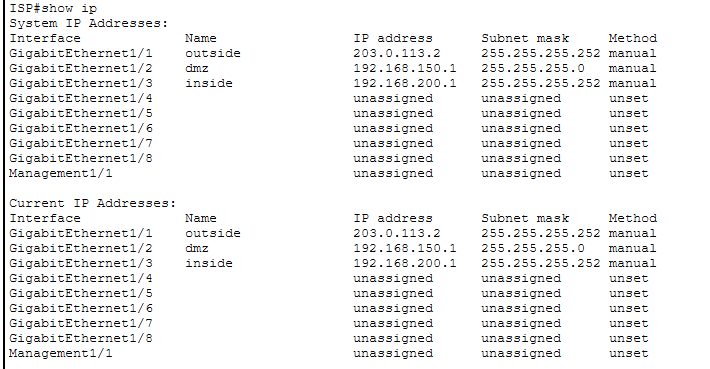 ISP#show ip
System IP Addresses:
Interface Name IP address Subnet mask Method
GigabitEthernet1/1 outside 203.0.113.2 255.255.255.252 manual
GigabitEthernet1/2 dmz 192.168.150.1 255.255.255.0 manual
GigabitEthernet1/3 inside 192.168.200.1 255.255.255.252 manual
GigabitEthernet1/4 unassigned unassigned unset
GigabitEthernet1/5 unassigned unassigned unset
GigabitEthernet1/6 unassigned unassigned unset
GigabitEthernet1/7 unassigned unassigned unset
GigabitEthernet1/8 unassigned unassigned unset
Management1/1 unassigned unassigned unset
Current IP Addresses:
Interface Name IP address Subnet mask Method
GigabitEthernet1/1 outside 203.0.113.2 255.255.255.252 manual
GigabitEthernet1/2 dmz 192.168.150.1 255.255.255.0 manual
GigabitEthernet1/3 inside 192.168.200.1 255.255.255.252 manual
GigabitEthernet1/4 unassigned unassigned unset
GigabitEthernet1/5 unassigned unassigned unset
GigabitEthernet1/6 unassigned unassigned unset
GigabitEthernet1/7 unassigned unassigned unset
GigabitEthernet1/8 unassigned unassigned unset
Management1/1 unassigned unassigned unset